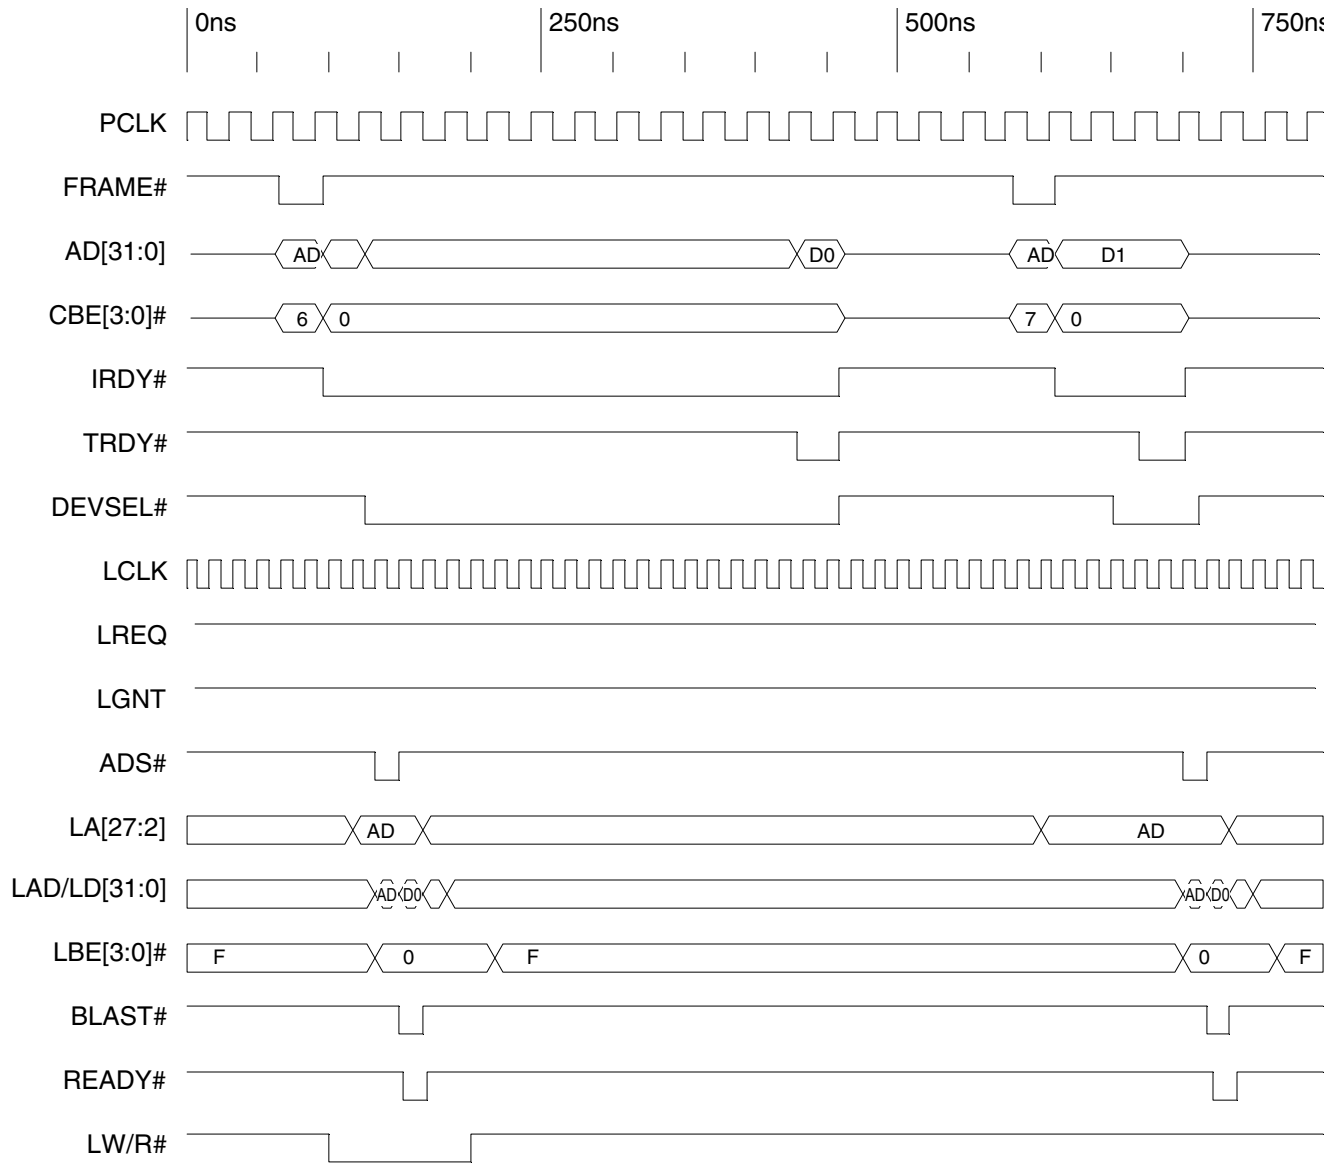 0ns 250ns 500ns 750ns
PCLK
FRAME#
AD[31:0] AD D0 AD D1
CBE[3:0]# 6 0 7 0
IRDY#
TRDY#
DEVSEL#
LCLK
LREQ
LGNT
ADS#
LA[27:2] AD AD
LAD/LD[31:0] AD D0 AD D0
LBE[3:0]# F 0 F 0 F
BLAST#
READY#
LW/R#